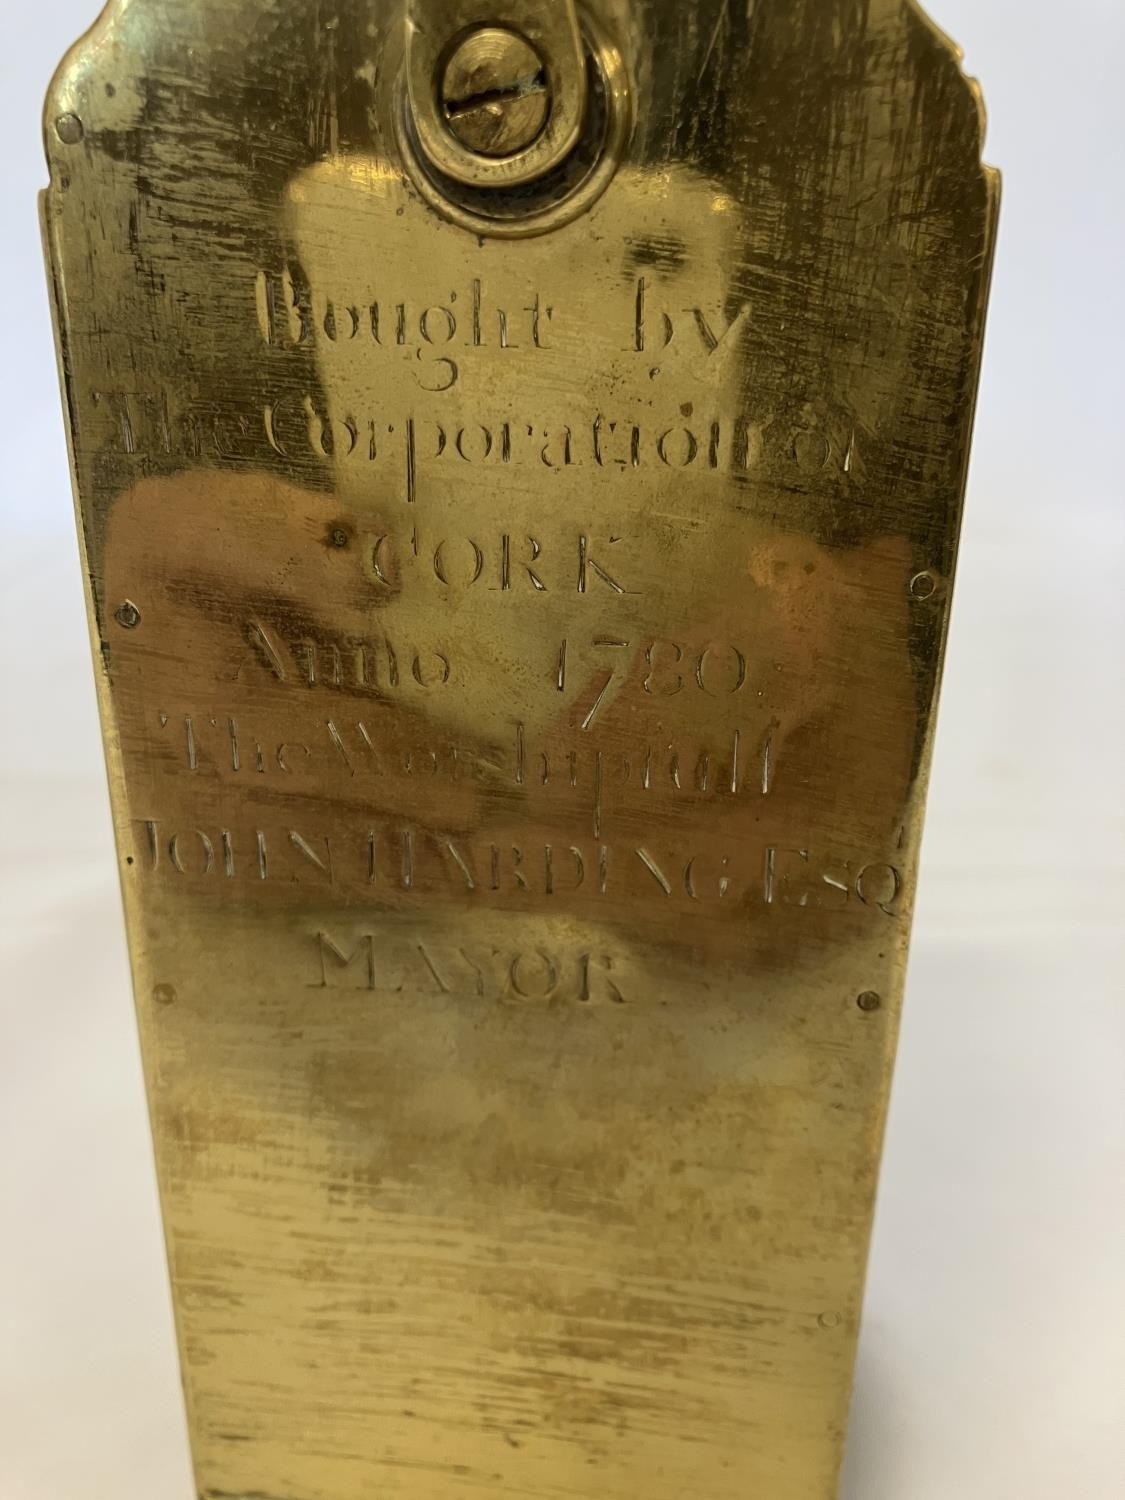 Bought by
The Corporation of
CORK
Anno 1780
The Worshipfull
JOHN HARDING ESQ
MAYOR